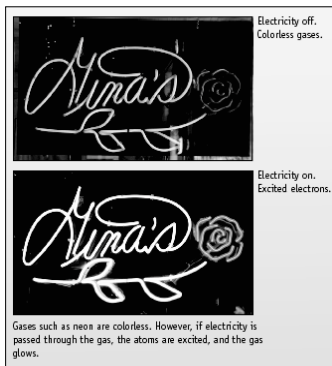 Electricity off.
Colorless gases.
Gina's
Electricity on.
Excited electrons.
Gina's
Gases such as neon are colorless. However, if electricity is
passed through the gas, the atoms are excited, and the gas
glows.